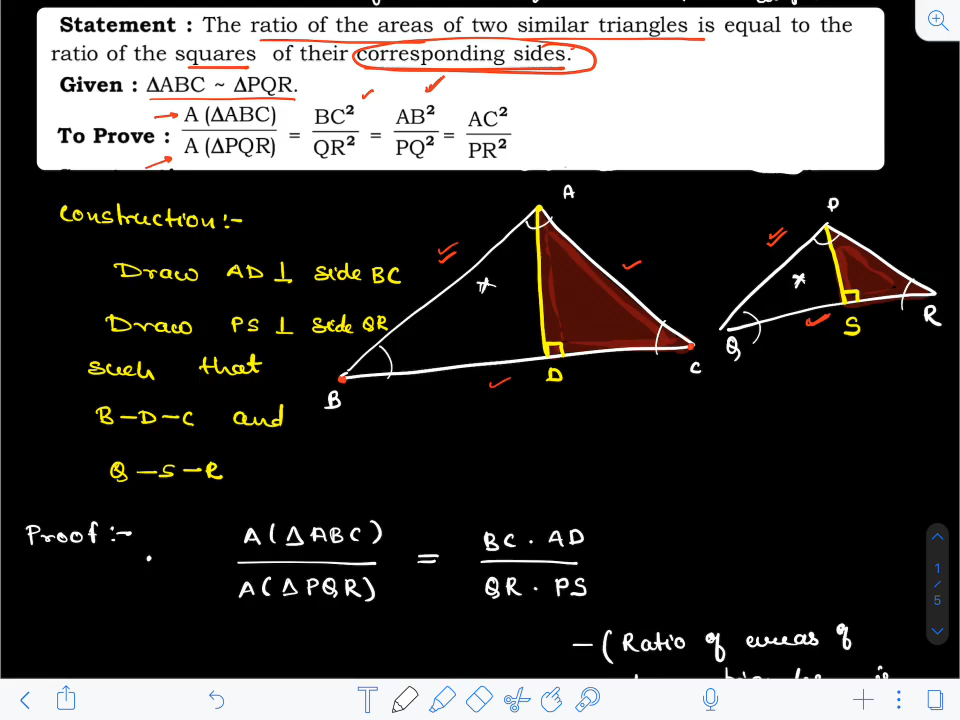 Statement : The ratio of the areas of two similar triangles is equal to the
ratio of the squares of their corresponding sides.
Given : ΔABC ~ ΔPQR.
To Prove : A (ΔABC) / A (ΔPQR) = BC² / QR² = AB² / PQ² = AC² / PR²
Construction :-
Draw AD ⊥ side BC
Draw PS ⊥ side QR
such that
B – D – C and
Q – S – R
A
B
D
C
P
Q
S
R
Proof :-
A(ΔABC) / A(ΔPQR) = BC . AD / QR . PS
– (Ratio of areas of
1
/
5
T